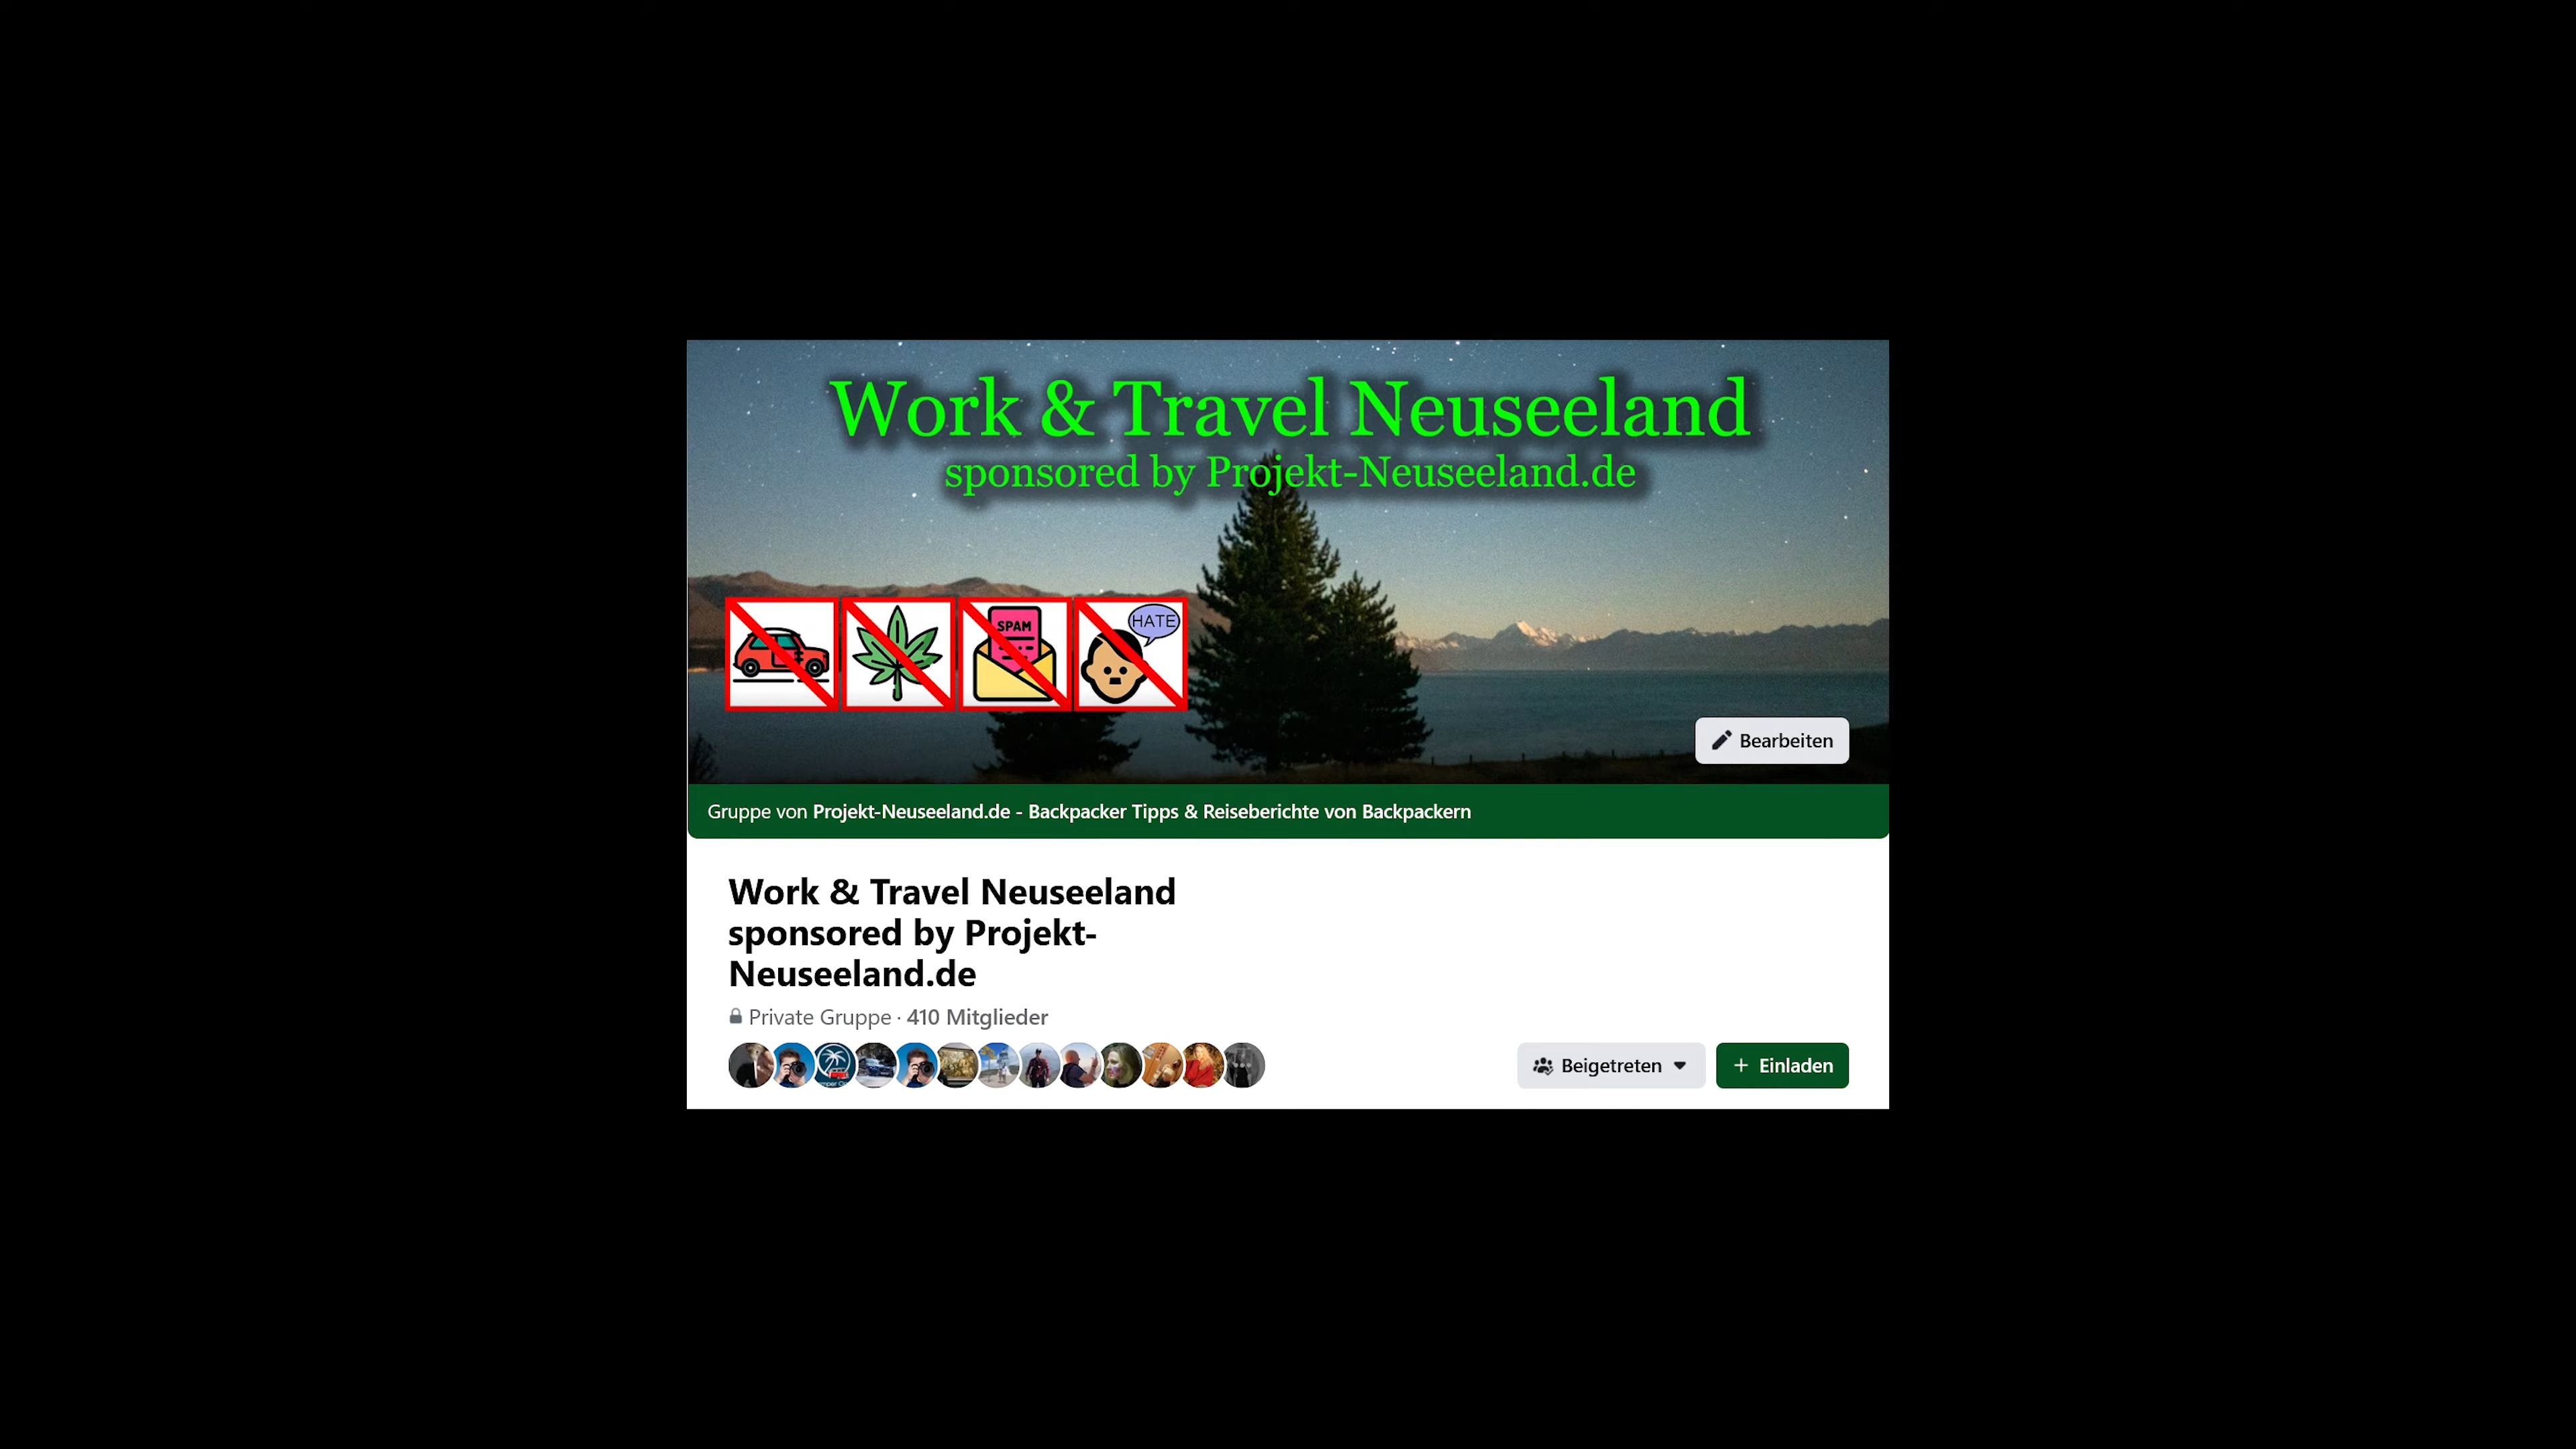 Work & Travel Neuseeland
sponsored by Projekt-Neuseeland.de
SPAM
HATE
Bearbeiten
Gruppe von Projekt-Neuseeland.de - Backpacker Tipps & Reiseberichte von Backpackern
Work & Travel Neuseeland
sponsored by Projekt-
Neuseeland.de
Private Gruppe · 410 Mitglieder
Beigetreten
+ Einladen